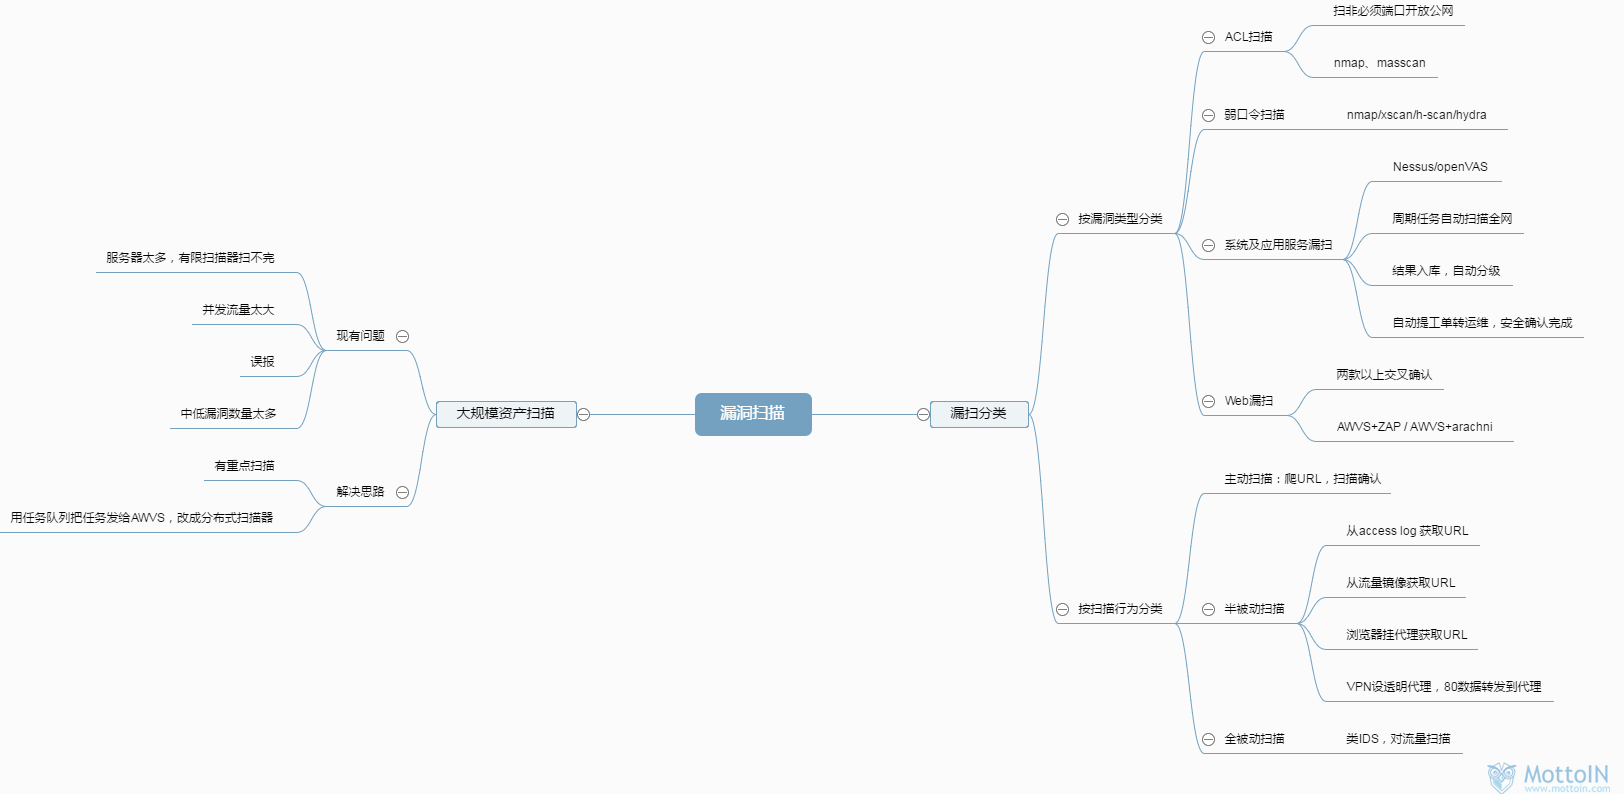 漏洞扫描
漏扫分类
按漏洞类型分类
ACL扫描
扫非必须端口开放公网
nmap、masscan
弱口令扫描
nmap/xscan/h-scan/hydra
系统及应用服务漏扫
Nessus/openVAS
周期任务自动扫描全网
结果入库，自动分级
自动提工单转运维，安全确认完成
Web漏扫
两款以上交叉确认
AWVS+ZAP / AWVS+arachni
按扫描行为分类
主动扫描：爬URL，扫描确认
半被动扫描
从access log 获取URL
从流量镜像获取URL
浏览器挂代理获取URL
VPN设透明代理，80数据转发到代理
全被动扫描
类IDS，对流量扫描
大规模资产扫描
现有问题
服务器太多，有限扫描器扫不完
并发流量太大
误报
中低漏洞数量太多
解决思路
有重点扫描
用任务队列把任务发给AWVS，改成分布式扫描器
MottoIN
www.mottoin.com